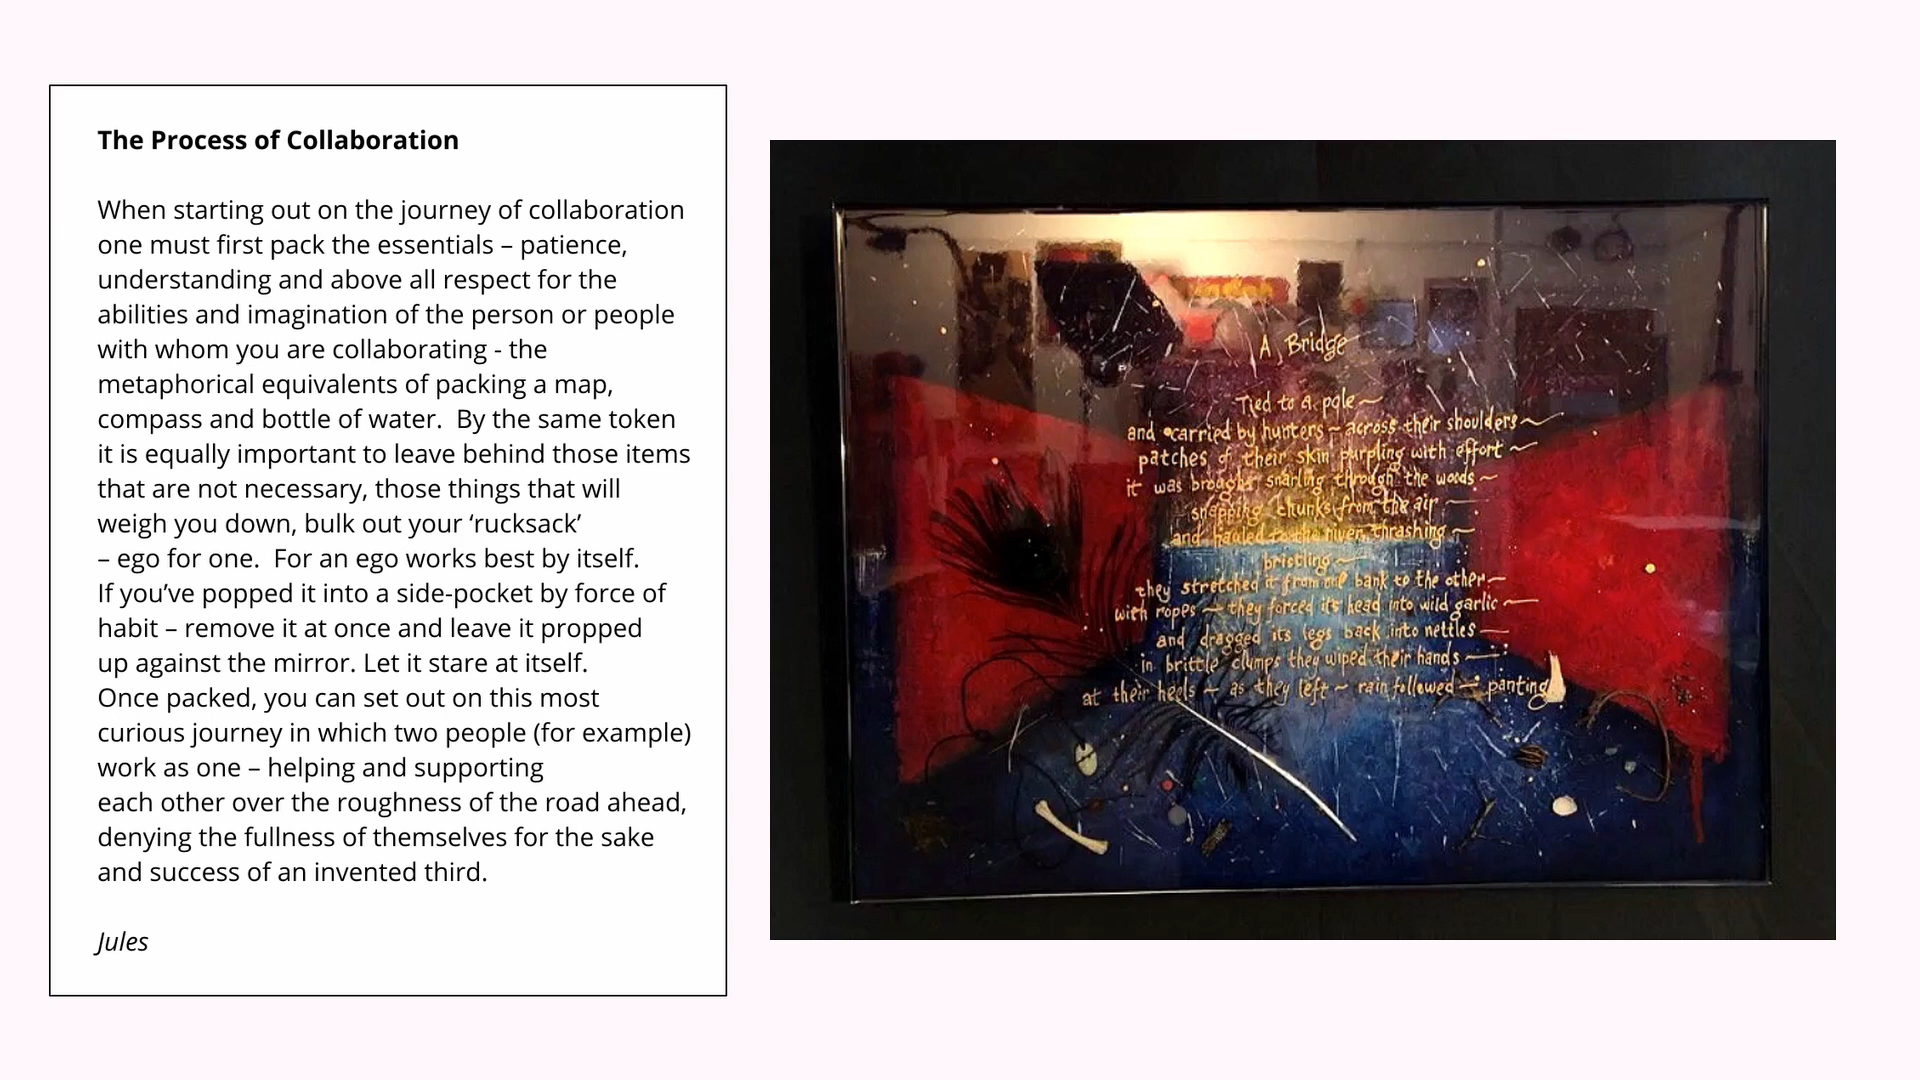 The Process of Collaboration
When starting out on the journey of collaboration
one must first pack the essentials – patience,
understanding and above all respect for the
abilities and imagination of the person or people
with whom you are collaborating - the
metaphorical equivalents of packing a map,
compass and bottle of water.  By the same token
it is equally important to leave behind those items
that are not necessary, those things that will
weigh you down, bulk out your ‘rucksack’
– ego for one.  For an ego works best by itself.
If you’ve popped it into a side-pocket by force of
habit – remove it at once and leave it propped
up against the mirror. Let it stare at itself.
Once packed, you can set out on this most
curious journey in which two people (for example)
work as one – helping and supporting
each other over the roughness of the road ahead,
denying the fullness of themselves for the sake
and success of an invented third.
Jules
A Bridge
Tied to a pole ~
and carried by hunters ~ across their shoulders ~
patches of their skin purpling with effort ~
it was brought snarling through the woods ~
snapping chunks from the air ~
and hauled to the river, thrashing ~
bristling ~
they stretched it from one bank to the other ~
with ropes ~ they forced its head into wild garlic ~
and dragged its legs back into nettles ~
in brittle clumps they wiped their hands ~
at their heels ~ as they left ~ rain followed ~ panting